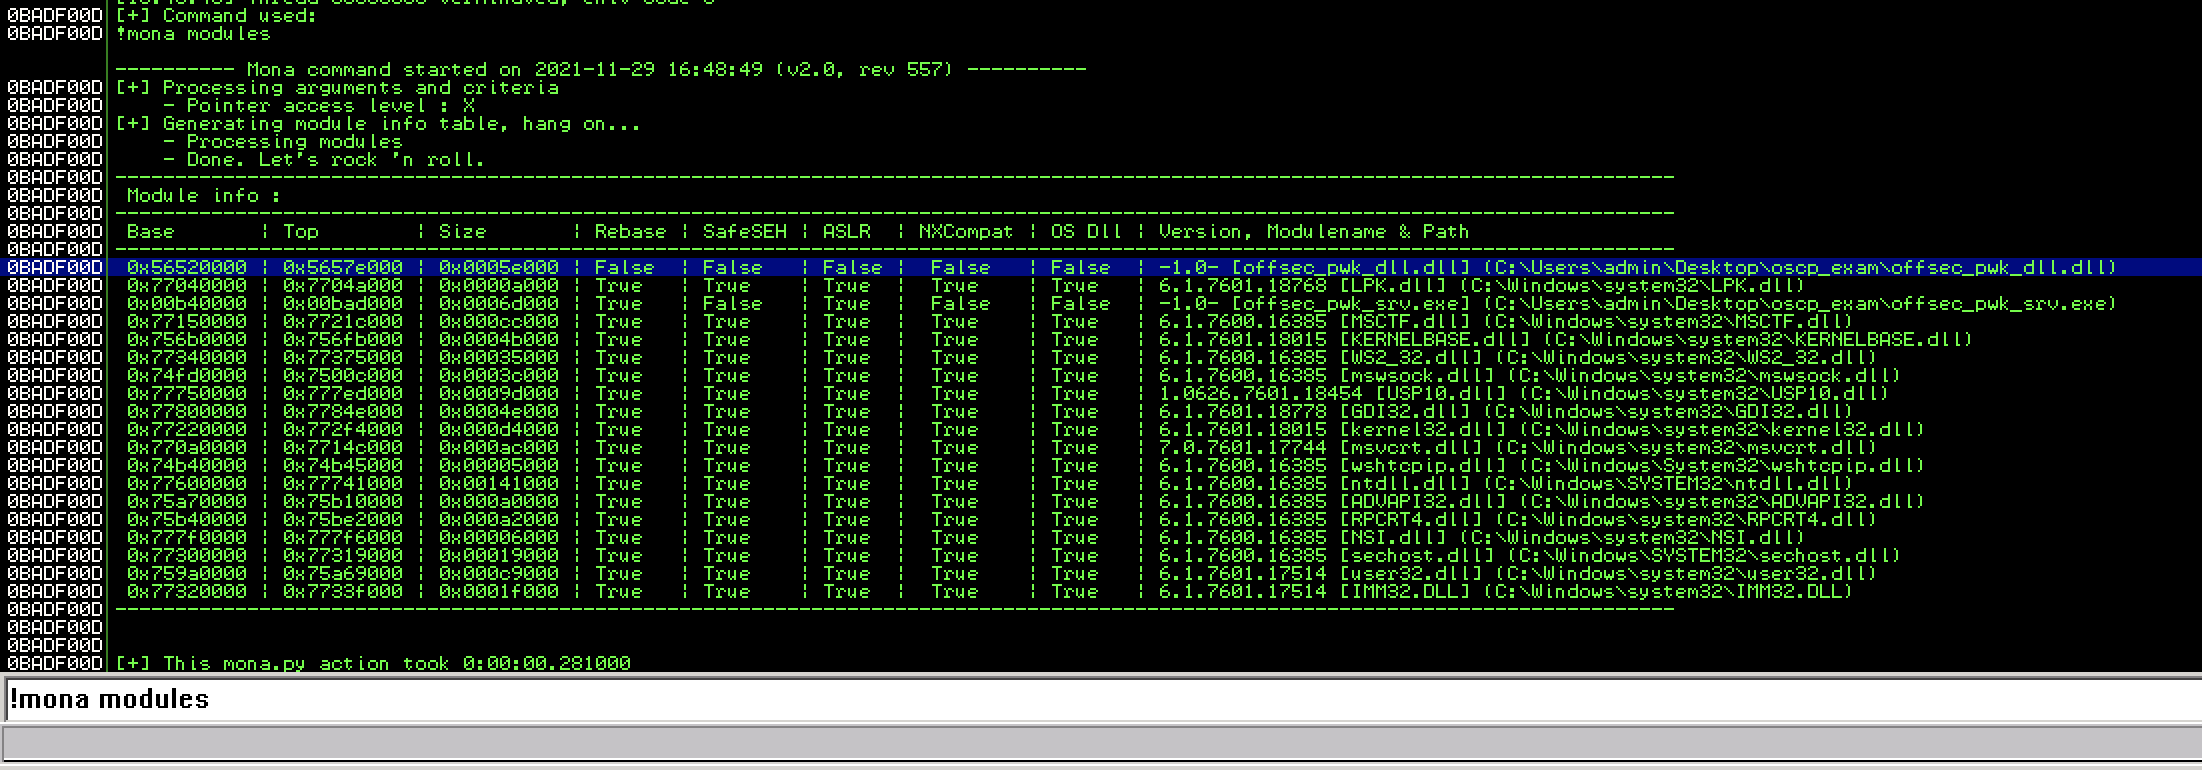 0BADF00D [+] Command used:
0BADF00D !mona modules
---------- Mona command started on 2021-11-29 16:48:49 (v2.0, rev 557) ----------
0BADF00D [+] Processing arguments and criteria
0BADF00D     - Pointer access level : X
0BADF00D [+] Generating module info table, hang on...
0BADF00D     - Processing modules
0BADF00D     - Done. Let's rock 'n roll.
0BADF00D
0BADF00D Module info :
0BADF00D
0BADF00D Base | Top | Size | Rebase | SafeSEH | ASLR | NXCompat | OS Dll | Version, Modulename & Path
0BADF00D
0BADF00D 0x56520000 | 0x5657e000 | 0x0005e000 | False | False | False | False | False | -1.0- [offsec_pwk_dll.dll] (C:\Users\admin\Desktop\oscp_exam\offsec_pwk_dll.dll)
0BADF00D 0x77040000 | 0x7704a000 | 0x0000a000 | True | True | True | True | True | 6.1.7601.18768 [LPK.dll] (C:\Windows\system32\LPK.dll)
0BADF00D 0x00b40000 | 0x00bad000 | 0x0006d000 | True | False | True | False | False | -1.0- [offsec_pwk_srv.exe] (C:\Users\admin\Desktop\oscp_exam\offsec_pwk_srv.exe)
0BADF00D 0x77150000 | 0x7721c000 | 0x000cc000 | True | True | True | True | True | 6.1.7600.16385 [MSCTF.dll] (C:\Windows\system32\MSCTF.dll)
0BADF00D 0x756b0000 | 0x756fb000 | 0x0004b000 | True | True | True | True | True | 6.1.7601.18015 [KERNELBASE.dll] (C:\Windows\system32\KERNELBASE.dll)
0BADF00D 0x77340000 | 0x77375000 | 0x00035000 | True | True | True | True | True | 6.1.7600.16385 [WS2_32.dll] (C:\Windows\system32\WS2_32.dll)
0BADF00D 0x74fd0000 | 0x7500c000 | 0x0003c000 | True | True | True | True | True | 6.1.7600.16385 [mswsock.dll] (C:\Windows\system32\mswsock.dll)
0BADF00D 0x77750000 | 0x777ed000 | 0x0009d000 | True | True | True | True | True | 1.0626.7601.18454 [USP10.dll] (C:\Windows\system32\USP10.dll)
0BADF00D 0x77800000 | 0x7784e000 | 0x0004e000 | True | True | True | True | True | 6.1.7601.18778 [GDI32.dll] (C:\Windows\system32\GDI32.dll)
0BADF00D 0x77220000 | 0x772f4000 | 0x000d4000 | True | True | True | True | True | 6.1.7601.18015 [kernel32.dll] (C:\Windows\system32\kernel32.dll)
0BADF00D 0x770a0000 | 0x7714c000 | 0x000ac000 | True | True | True | True | True | 7.0.7601.17744 [msvcrt.dll] (C:\Windows\system32\msvcrt.dll)
0BADF00D 0x74b40000 | 0x74b45000 | 0x00005000 | True | True | True | True | True | 6.1.7600.16385 [wshtcpip.dll] (C:\Windows\System32\wshtcpip.dll)
0BADF00D 0x77600000 | 0x77741000 | 0x00141000 | True | True | True | True | True | 6.1.7600.16385 [ntdll.dll] (C:\Windows\SYSTEM32\ntdll.dll)
0BADF00D 0x75a70000 | 0x75b10000 | 0x000a0000 | True | True | True | True | True | 6.1.7600.16385 [ADVAPI32.dll] (C:\Windows\system32\ADVAPI32.dll)
0BADF00D 0x75b40000 | 0x75be2000 | 0x000a2000 | True | True | True | True | True | 6.1.7600.16385 [RPCRT4.dll] (C:\Windows\system32\RPCRT4.dll)
0BADF00D 0x777f0000 | 0x777f6000 | 0x00006000 | True | True | True | True | True | 6.1.7600.16385 [NSI.dll] (C:\Windows\system32\NSI.dll)
0BADF00D 0x77300000 | 0x77319000 | 0x00019000 | True | True | True | True | True | 6.1.7600.16385 [sechost.dll] (C:\Windows\SYSTEM32\sechost.dll)
0BADF00D 0x759a0000 | 0x75a69000 | 0x000c9000 | True | True | True | True | True | 6.1.7601.17514 [user32.dll] (C:\Windows\system32\user32.dll)
0BADF00D 0x77320000 | 0x7733f000 | 0x0001f000 | True | True | True | True | True | 6.1.7601.17514 [IMM32.DLL] (C:\Windows\system32\IMM32.DLL)
0BADF00D
0BADF00D
0BADF00D
0BADF00D [+] This mona.py action took 0:00:00.281000
!mona modules